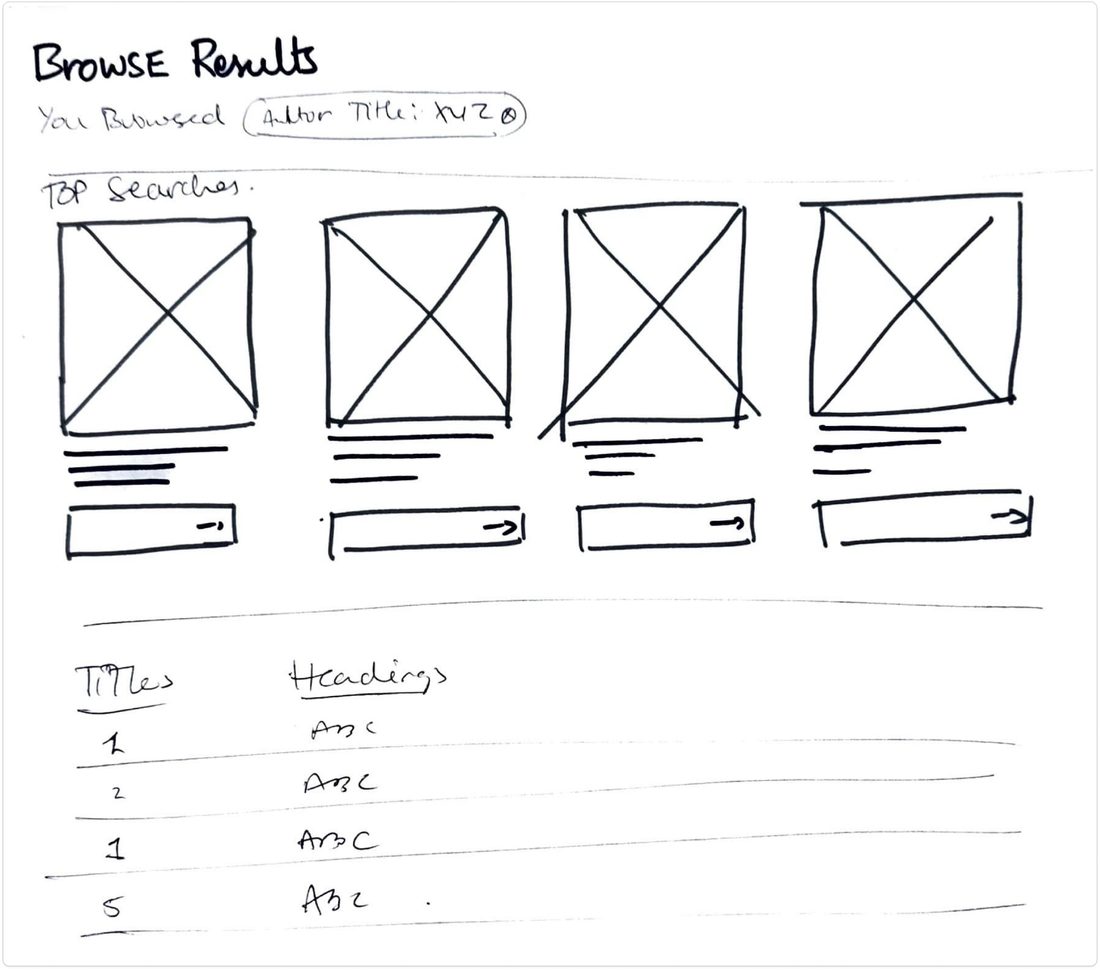 Browse Results
You Browsed Author Title: XYZ ⊗
TOP Searches.
Titles Headings
1 ABC
2 ABC
1 ABC
5 ABC